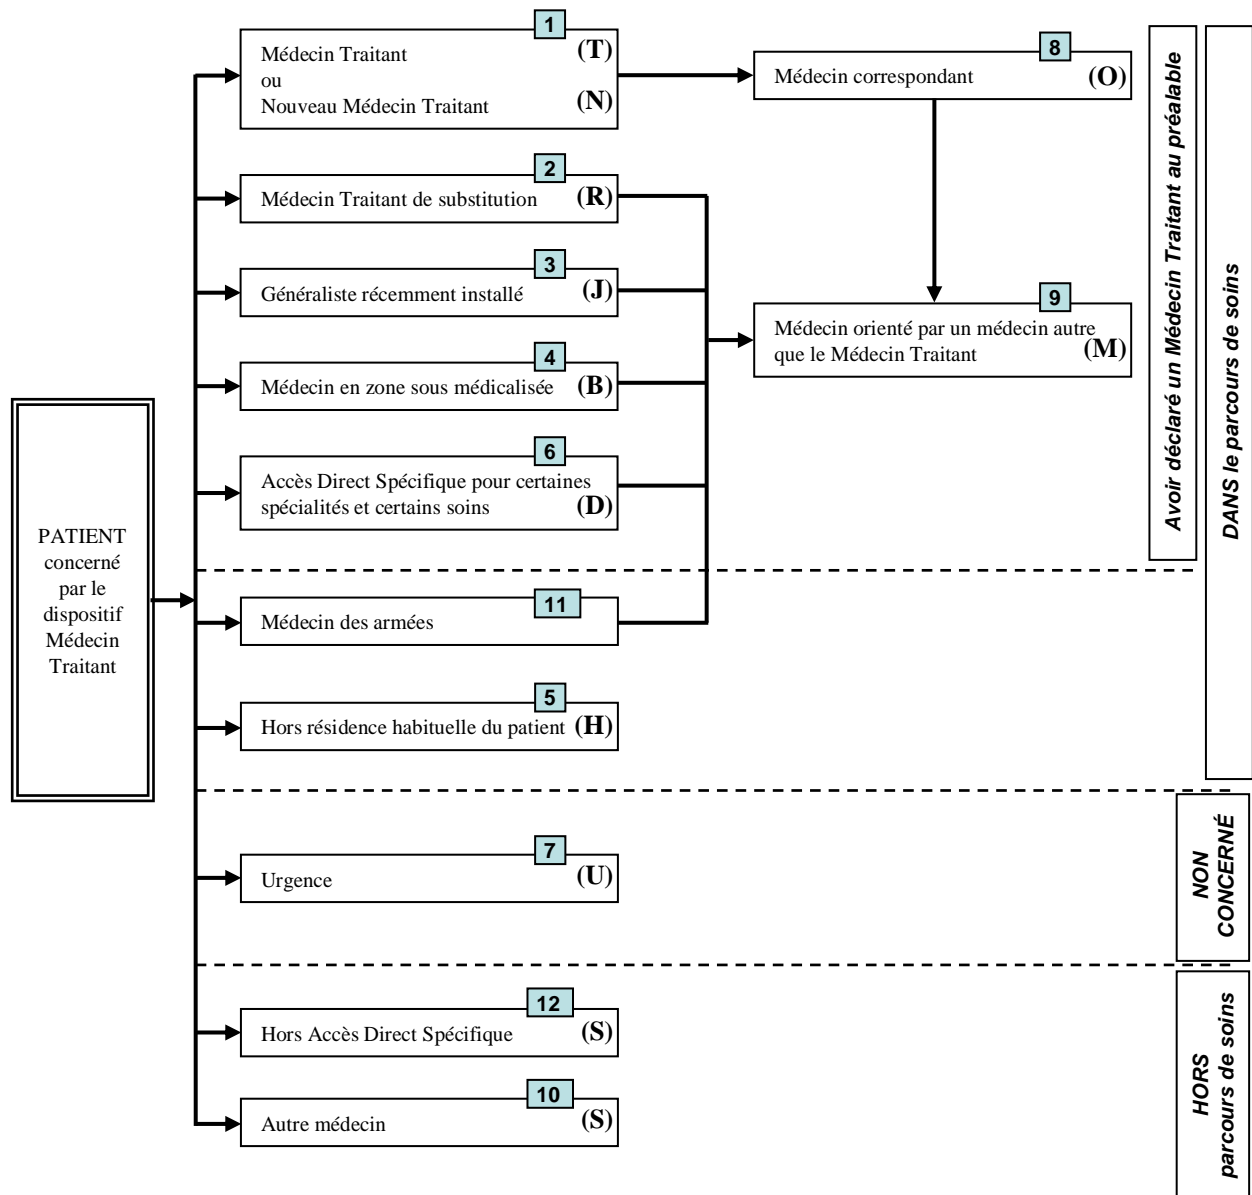 1
Médecin Traitant (T)
ou
Nouveau Médecin Traitant (N)
8
Médecin correspondant (O)
2
Médecin Traitant de substitution (R)
3
Généraliste récemment installé (J)
9
Médecin orienté par un médecin autre
que le Médecin Traitant (M)
4
Médecin en zone sous médicalisée (B)
6
Accès Direct Spécifique pour certaines
spécialités et certains soins (D)
PATIENT
concerné
par le
dispositif
Médecin
Traitant
11
Médecin des armées
5
Hors résidence habituelle du patient (H)
7
Urgence (U)
12
Hors Accès Direct Spécifique (S)
10
Autre médecin (S)
Avoir déclaré un Médecin Traitant au préalable
DANS le parcours de soins
NON
CONCERNÉ
HORS
parcours de soins